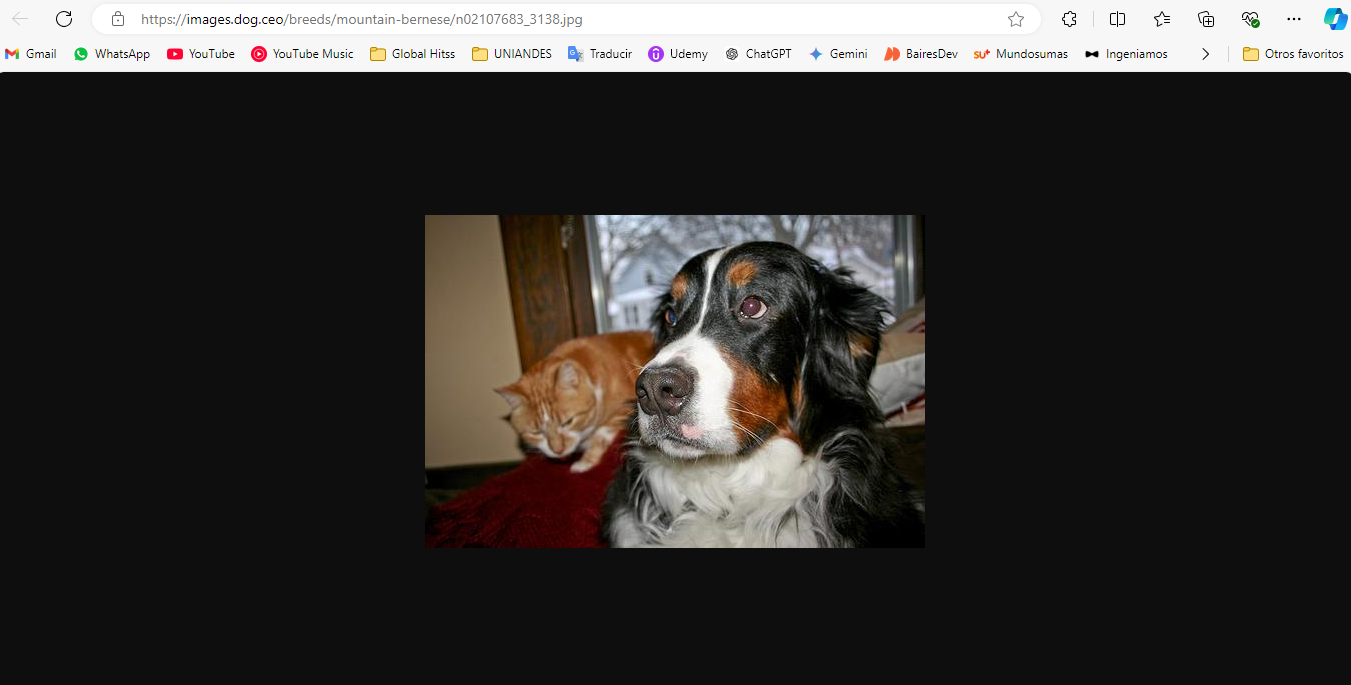 https://images.dog.ceo/breeds/mountain-bernese/n02107683_3138.jpg
Gmail WhatsApp YouTube YouTube Music Global Hitss UNIANDES Traducir Udemy ChatGPT Gemini BairesDev SU+ Mundosumas Ingeniamos Otros favoritos